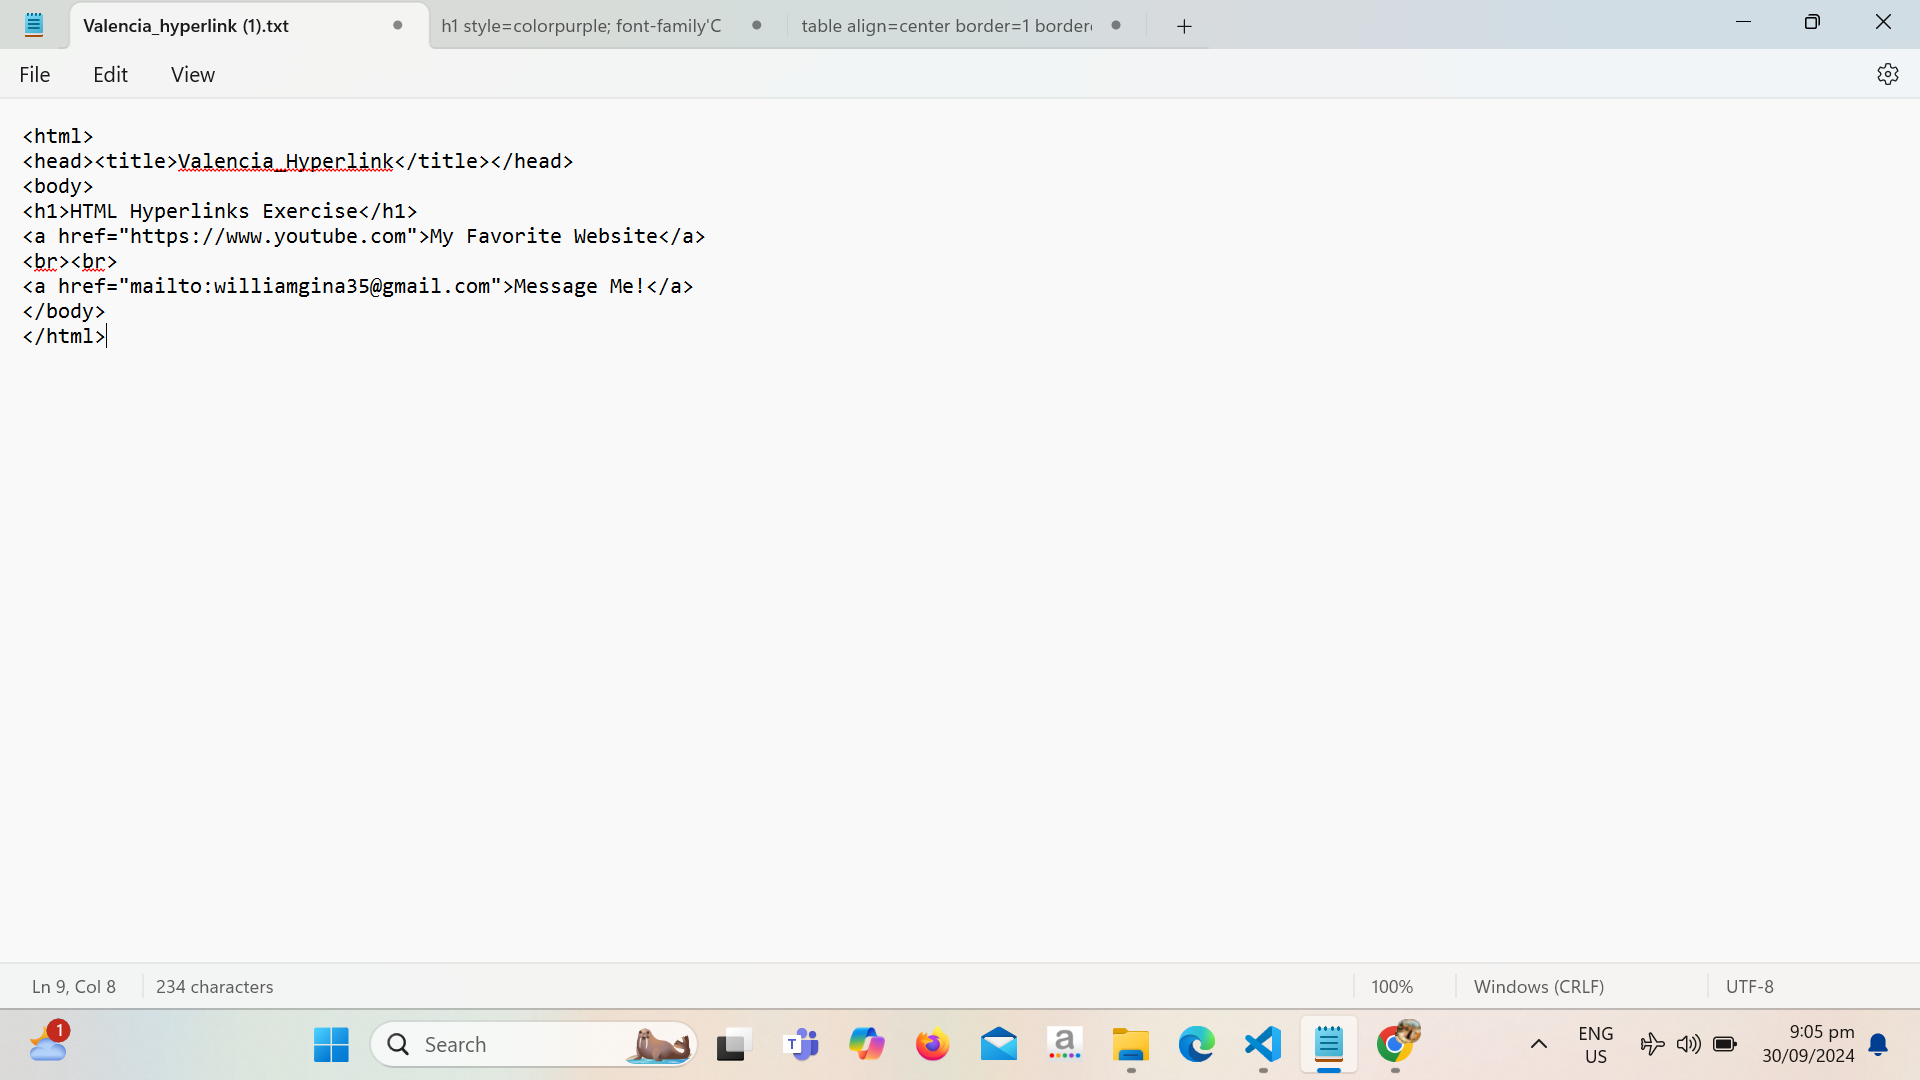 Valencia_hyperlink (1).txt
h1 style=colorpurple; font-family'C
table align=center border=1 border
File Edit View
<html>
<head><title>Valencia_Hyperlink</title></head>
<body>
<h1>HTML Hyperlinks Exercise</h1>
<a href="https://www.youtube.com">My Favorite Website</a>
<br><br>
<a href="mailto:williamgina35@gmail.com">Message Me!</a>
</body>
</html>
Ln 9, Col 8 234 characters 100% Windows (CRLF) UTF-8
1
Search
T
a
ENG
US
9:05 pm
30/09/2024